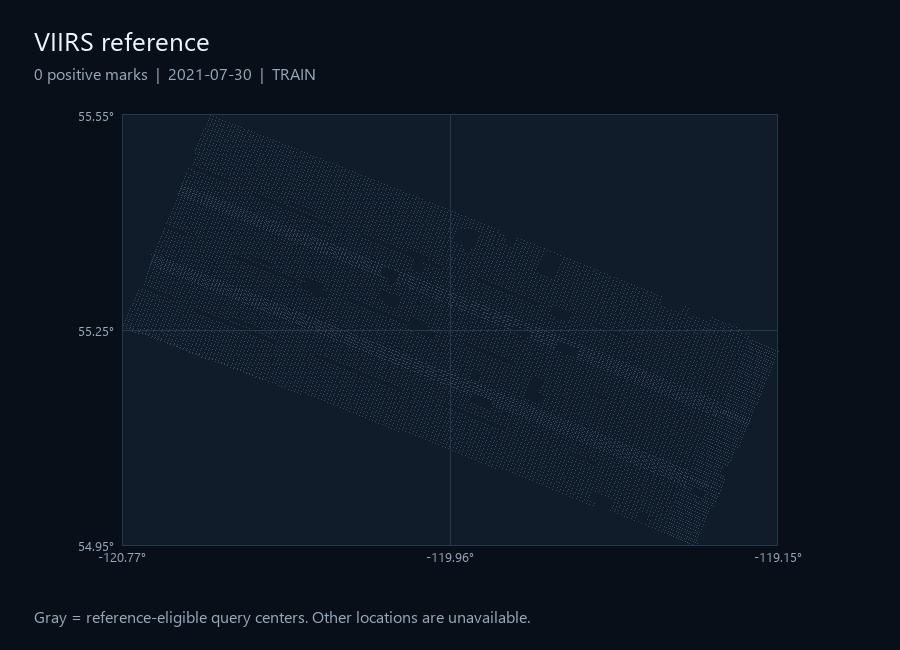 VIIRS reference
0 positive marks | 2021-07-30 | TRAIN
55.55°
55.25°
54.95°
-120.77°
-119.96°
-119.15°
Gray = reference-eligible query centers. Other locations are unavailable.